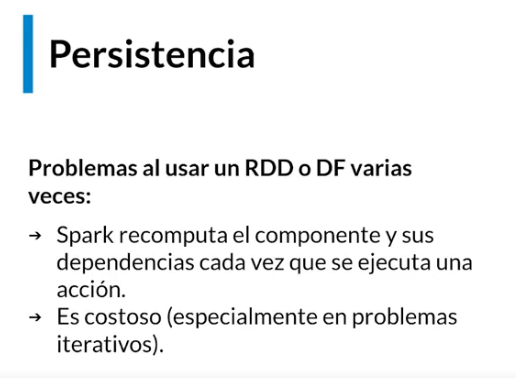 Persistencia
Problemas al usar un RDD o DF varias
veces:
→ Spark recomputa el componente y sus
dependencias cada vez que se ejecuta una
acción.
→ Es costoso (especialmente en problemas
iterativos).